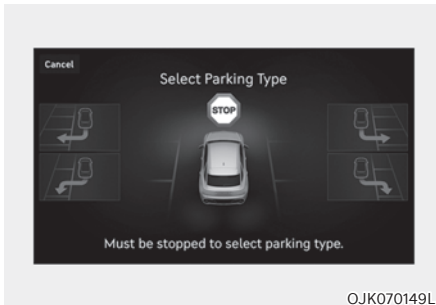 Cancel
Select Parking Type
STOP
Must be stopped to select parking type.
OJK070149L